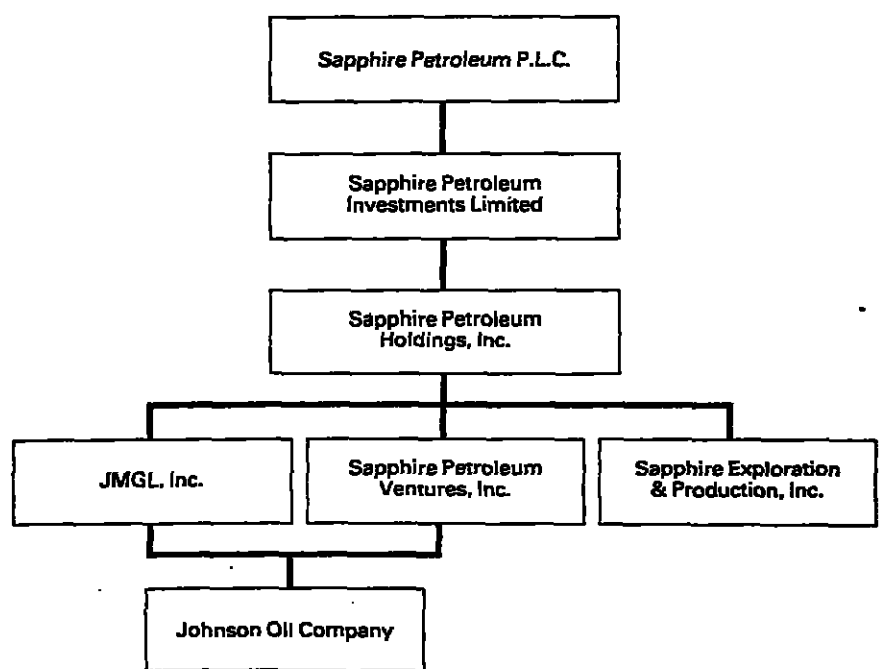 Sapphire Petroleum P.L.C.
Sapphire Petroleum
Investments Limited
Sapphire Petroleum
Holdings, Inc.
JMGL, Inc.
Sapphire Petroleum
Ventures, Inc.
Sapphire Exploration
& Production, Inc.
Johnson Oil Company